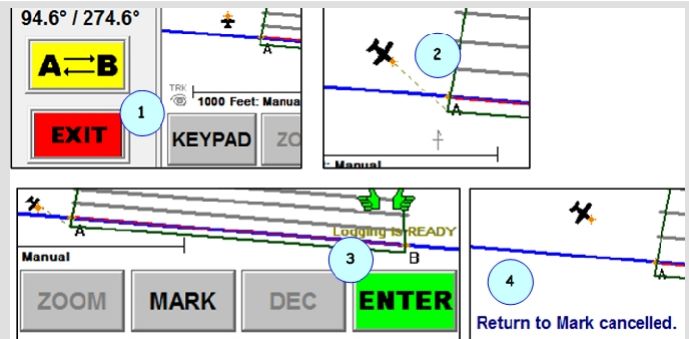 94.6° / 274.6°
A⇄B
EXIT
1
A
TRK
1000 Feet: Manua
KEYPAD
ZO
2
A
Manual
A
Logging is READY
B
Manual
3
ZOOM
MARK
DEC
ENTER
A
4
Return to Mark cancelled.